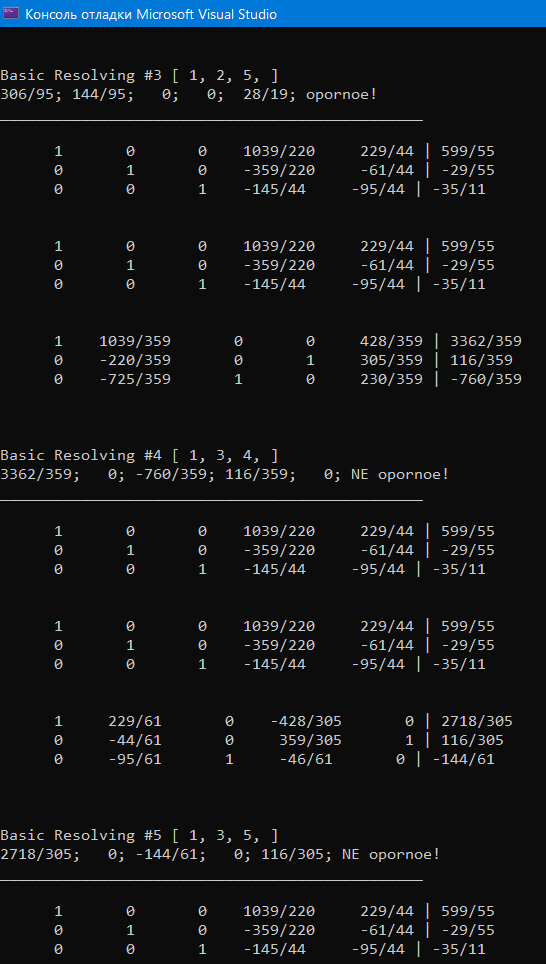 Консоль отладки Microsoft Visual Studio
Basic Resolving #3 [ 1, 2, 5, ]
306/95; 144/95;   0;   0;  28/19; opornoe!
_______________________________________________
1       0       0    1039/220     229/44 | 599/55
0       1       0    -359/220     -61/44 | -29/55
0       0       1    -145/44     -95/44 | -35/11
1       0       0    1039/220     229/44 | 599/55
0       1       0    -359/220     -61/44 | -29/55
0       0       1    -145/44     -95/44 | -35/11
1    1039/359       0       0     428/359 | 3362/359
0    -220/359       0       1     305/359 | 116/359
0    -725/359       1       0     230/359 | -760/359
Basic Resolving #4 [ 1, 3, 4, ]
3362/359;   0; -760/359; 116/359;   0; NE opornoe!
_______________________________________________
1       0       0    1039/220     229/44 | 599/55
0       1       0    -359/220     -61/44 | -29/55
0       0       1    -145/44     -95/44 | -35/11
1       0       0    1039/220     229/44 | 599/55
0       1       0    -359/220     -61/44 | -29/55
0       0       1    -145/44     -95/44 | -35/11
1     229/61       0    -428/305       0 | 2718/305
0     -44/61       0     359/305       1 | 116/305
0     -95/61       1     -46/61       0 | -144/61
Basic Resolving #5 [ 1, 3, 5, ]
2718/305;   0; -144/61;   0; 116/305; NE opornoe!
_______________________________________________
1       0       0    1039/220     229/44 | 599/55
0       1       0    -359/220     -61/44 | -29/55
0       0       1    -145/44     -95/44 | -35/11